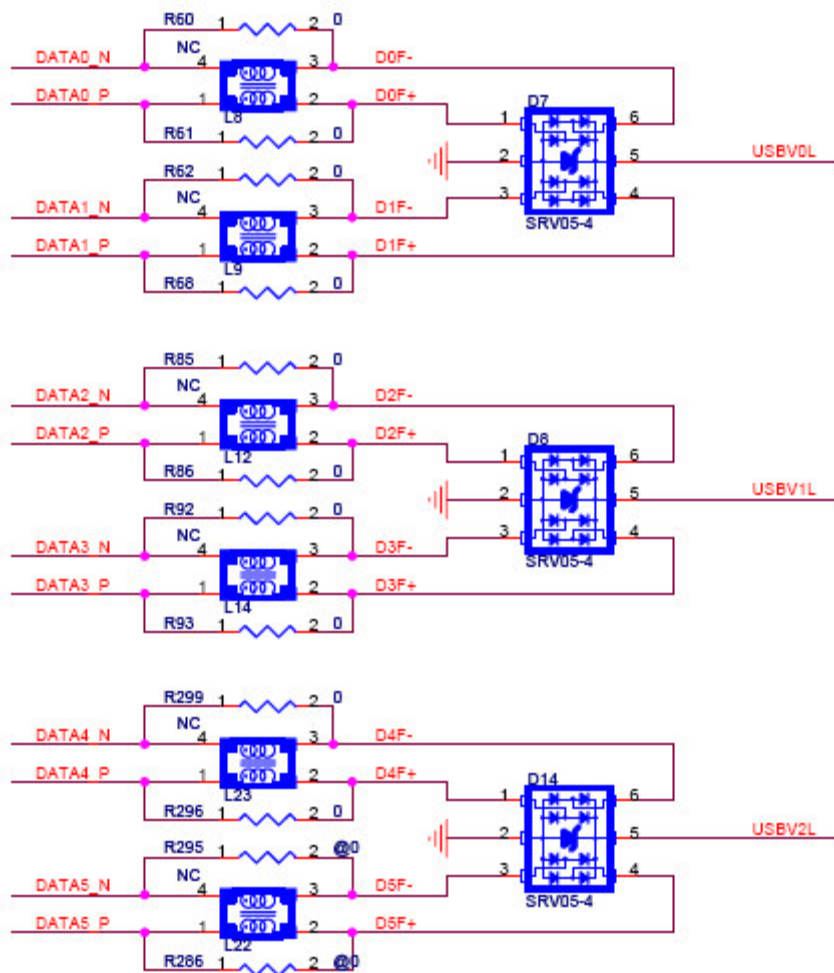 R60 1 2 0
NC
DATA0_N 4 3 D0F-
D7
DATA0_P 1 2 D0F+
L8
1 6
R61 1 2 0
2 5 USBV0L
R62 1 2 0
NC
3 4
DATA1_N 4 3 D1F-
SRV05-4
DATA1_P 1 2 D1F+
L9
R68 1 2 0
R85 1 2 0
NC
DATA2_N 4 3 D2F-
DATA2_P 1 2 D2F+
D8
L12
1 6
R86 1 2 0
2 5 USBV1L
R92 1 2 0
NC
3 4
DATA3_N 4 3 D3F-
SRV05-4
DATA3_P 1 2 D3F+
L14
R93 1 2 0
R299 1 2 0
NC
DATA4_N 4 3 D4F-
DATA4_P 1 2 D4F+
D14
L23
1 6
R296 1 2 0
2 5 USBV2L
R295 1 2 @0
NC
3 4
DATA5_N 4 3 D5F-
SRV05-4
DATA5_P 1 2 D5F+
L22
R286 1 2 @0